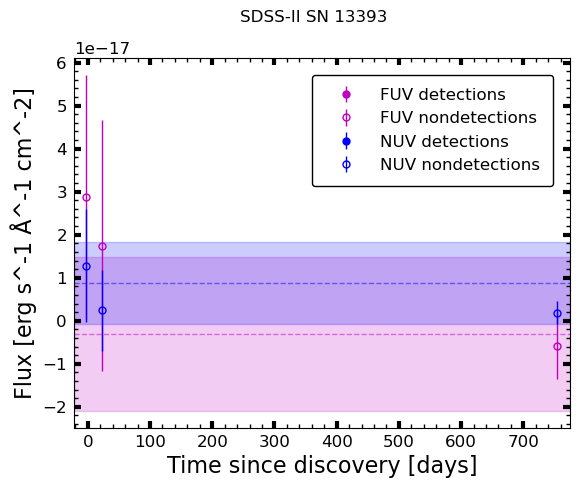 SDSS-II SN 13393
1e−17
6
5
4
3
2
1
0
−1
−2
Flux [erg s^-1 Å^-1 cm^-2]
FUV detections
FUV nondetections
NUV detections
NUV nondetections
0 100 200 300 400 500 600 700
Time since discovery [days]